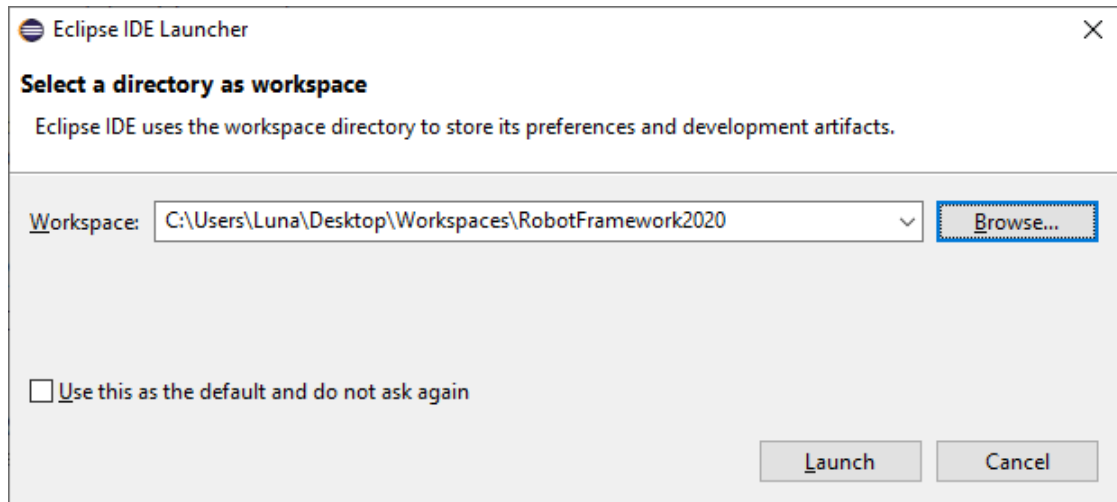 Eclipse IDE Launcher
Select a directory as workspace
Eclipse IDE uses the workspace directory to store its preferences and development artifacts.
Workspace: C:\Users\Luna\Desktop\Workspaces\RobotFramework2020 Browse...
Use this as the default and do not ask again
Launch Cancel